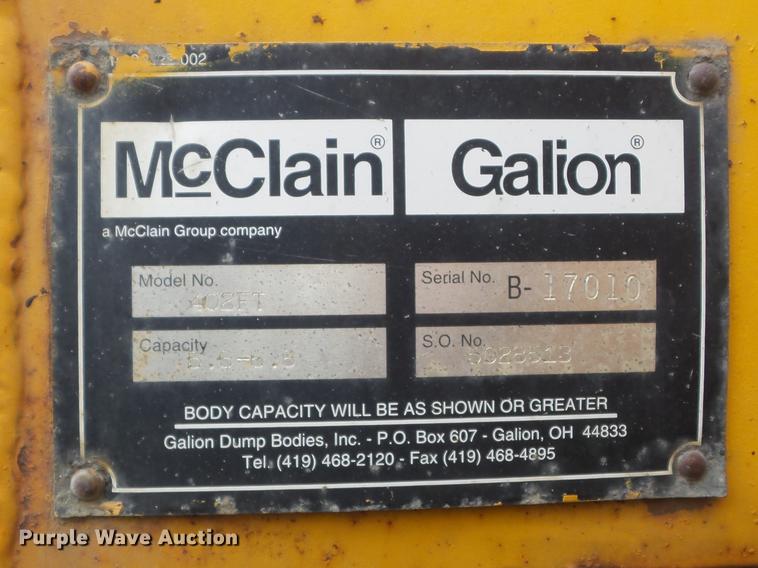 002
McClain® Galion®
a McClain Group company
Model No. 402FT
Serial No. B-17010
Capacity
S.O. No.
BODY CAPACITY WILL BE AS SHOWN OR GREATER
Galion Dump Bodies, Inc. - P.O. Box 607 - Galion, OH 44833
Tel. (419) 468-2120 - Fax (419) 468-4895
Purple Wave Auction